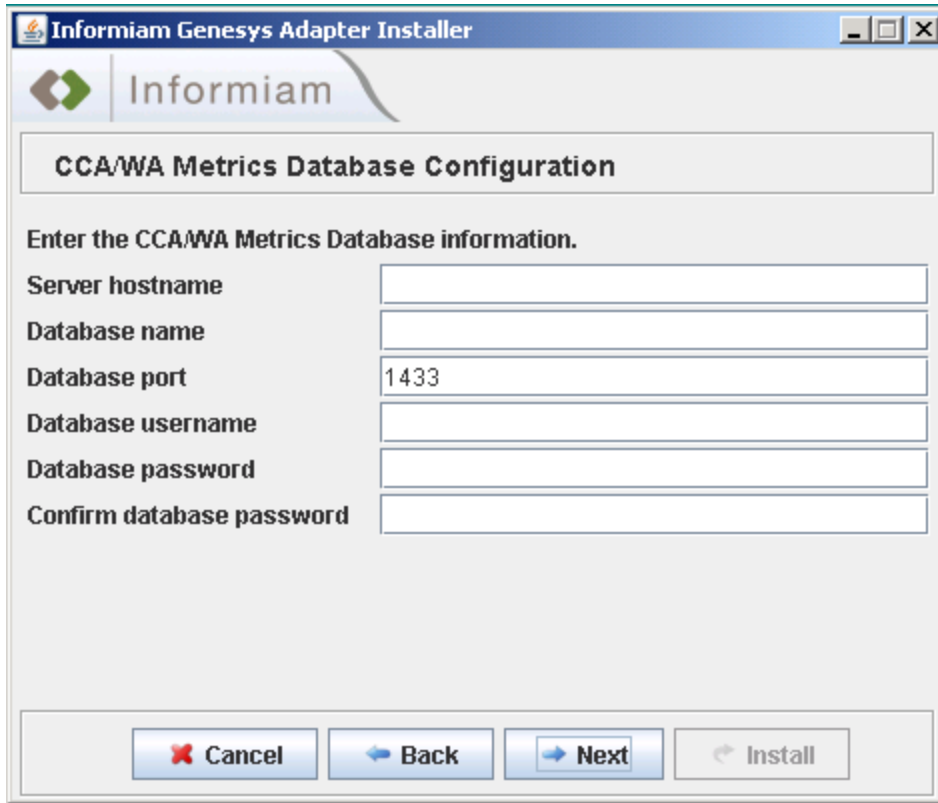 Informiam Genesys Adapter Installer
Informiam
CCA/WA Metrics Database Configuration
Enter the CCA/WA Metrics Database information.
Server hostname
Database name
Database port 1433
Database username
Database password
Confirm database password
Cancel Back Next Install